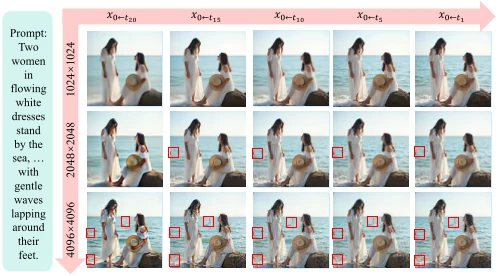 Prompt:
Two
women
in
flowing
white
dresses
stand
by the
sea, ...
with
gentle
waves
lapping
around
their
feet.
x₀←t₂₀
x₀←t₁₅
x₀←t₁₀
x₀←t₅
x₀←t₁
1024×1024
2048×2048
4096×4096